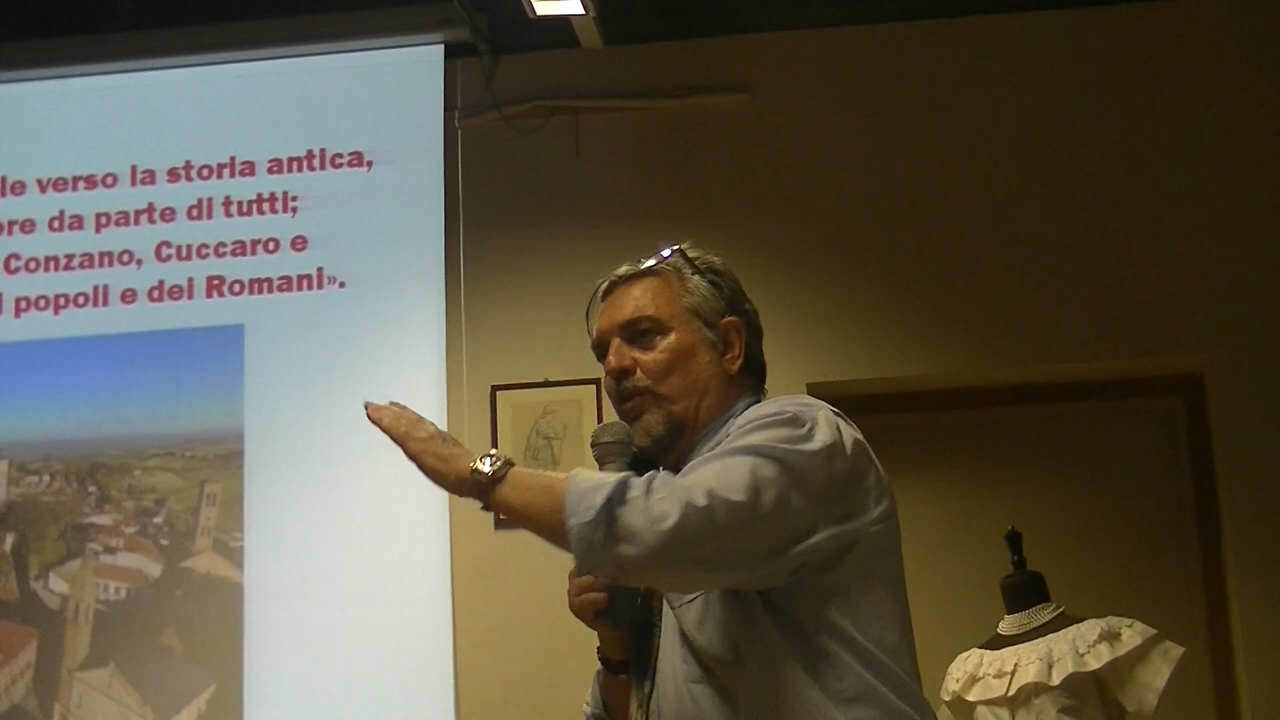 le verso la storia antica,
ore da parte di tutti;
Conzano, Cuccaro e
i popoli e dei Romani».